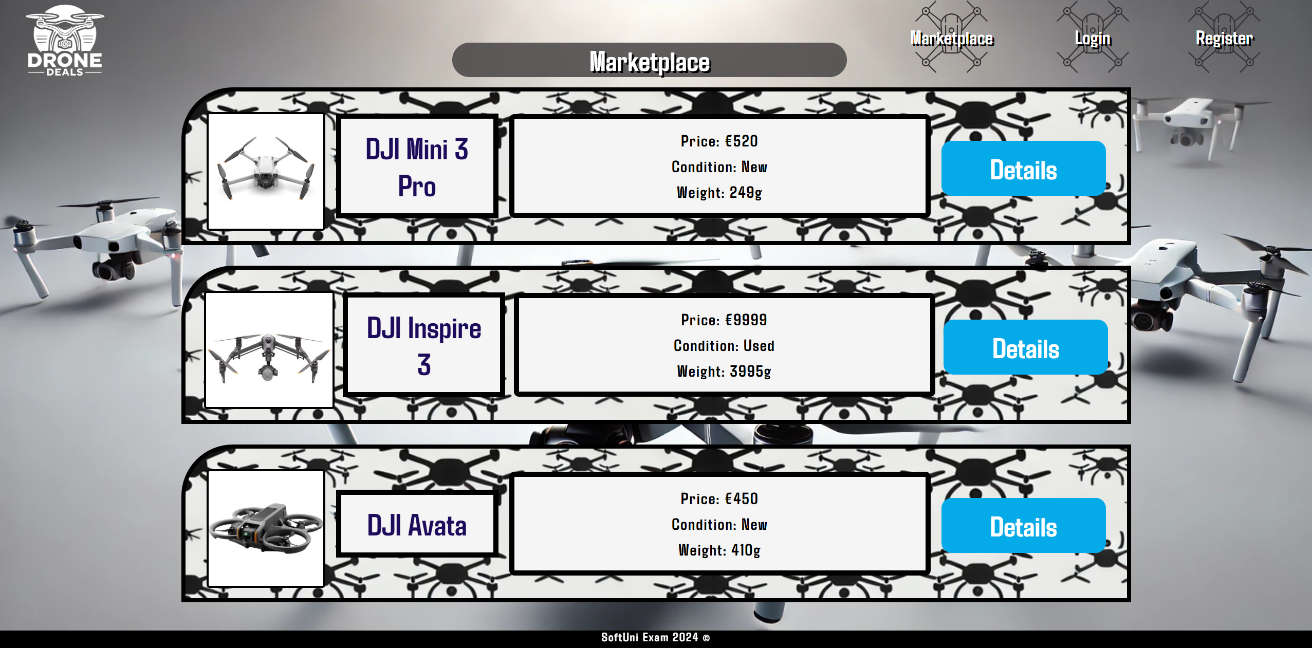 DRONE
DEALS
Marketplace
Login
Register
Marketplace
DJI Mini 3
Pro
Price: €520
Condition: New
Weight: 249g
Details
DJI Inspire
3
Price: €9999
Condition: Used
Weight: 3995g
Details
DJI Avata
Price: €450
Condition: New
Weight: 410g
Details
SoftUni Exam 2024 ©